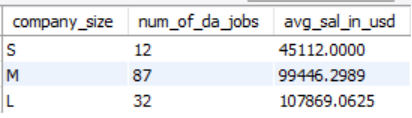 company_size num_of_da_jobs avg_sal_in_usd
S 12 45112.0000
M 87 99446.2989
L 32 107869.0625